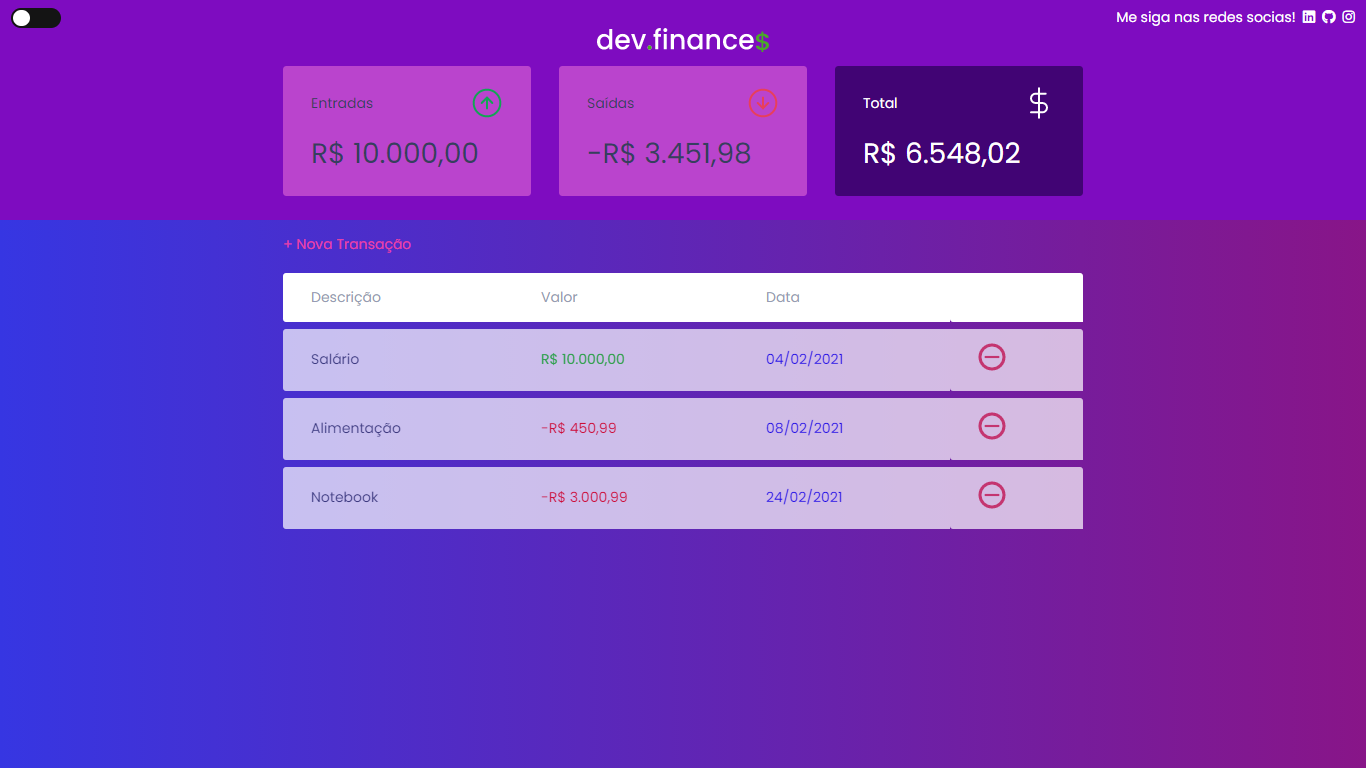 Me siga nas redes socias!
dev.finance$
Entradas
R$ 10.000,00
Saídas
-R$ 3.451,98
Total
$
R$ 6.548,02
+ Nova Transação
Descrição Valor Data
Salário R$ 10.000,00 04/02/2021
Alimentação -R$ 450,99 08/02/2021
Notebook -R$ 3.000,99 24/02/2021